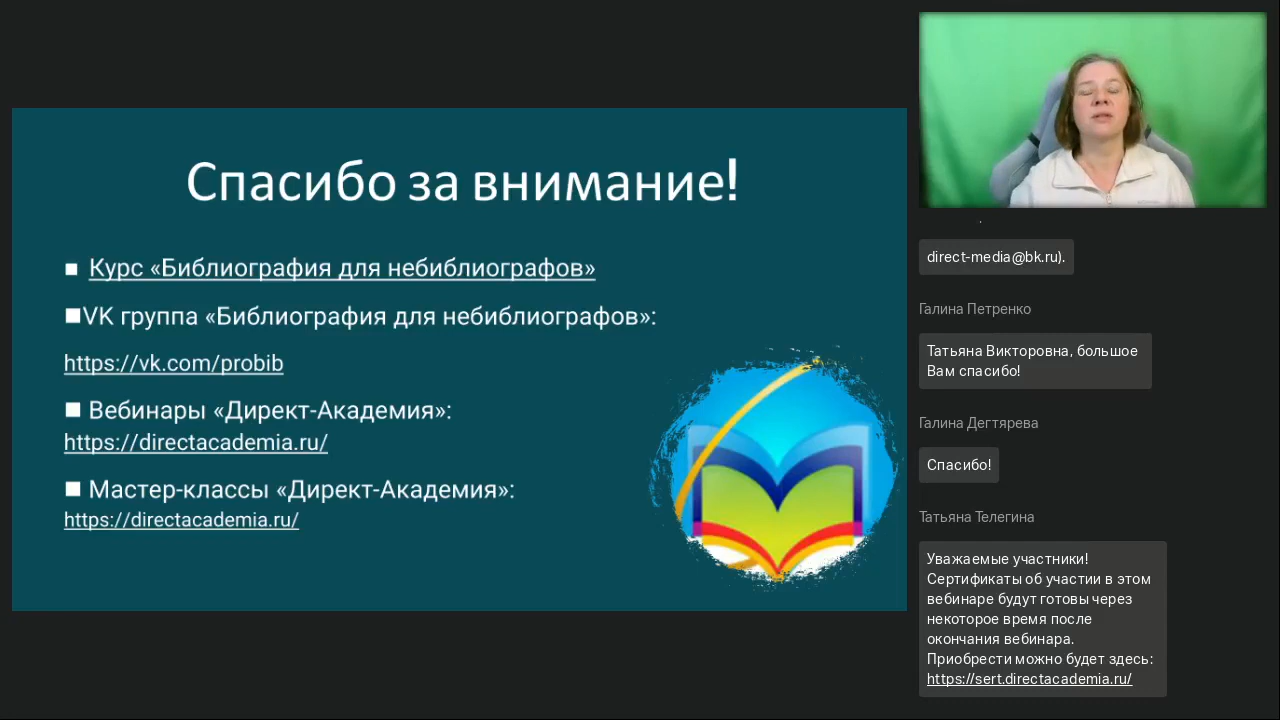 Спасибо за внимание!
Курс «Библиография для небиблиографов»
VK группа «Библиография для небиблиографов»:
https://vk.com/probib
Вебинары «Директ-Академия»:
https://directacademia.ru/
Мастер-классы «Директ-Академия»:
https://directacademia.ru/
direct-media@bk.ru).
Галина Петренко
Татьяна Викторовна, большое
Вам спасибо!
Галина Дегтярева
Спасибо!
Татьяна Телегина
Уважаемые участники!
Сертификаты об участии в этом
вебинаре будут готовы через
некоторое время после
окончания вебинара.
Приобрести можно будет здесь:
https://sert.directacademia.ru/